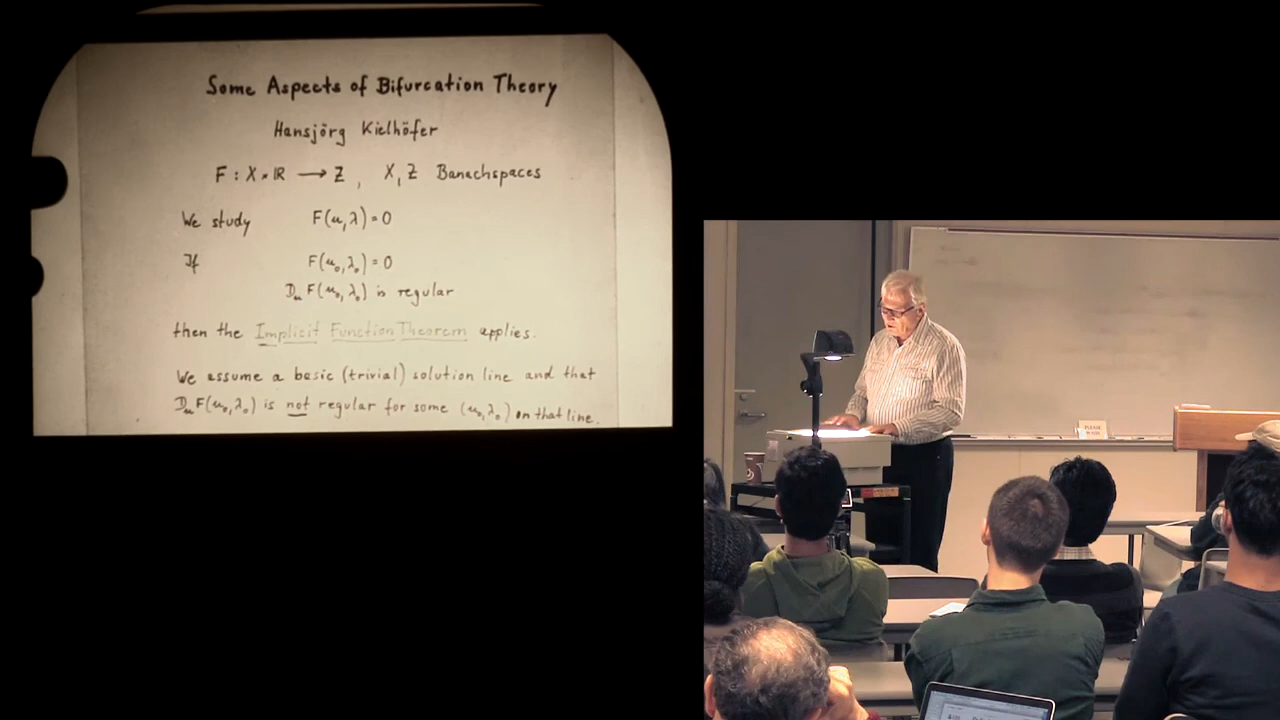 Some Aspects of Bifurcation Theory
Hansjörg Kielhöfer
F : X × ℝ → Z , X, Z Banachspaces
We study F(u, λ) = 0
If F(u₀, λ₀) = 0
DᵤF(u₀, λ₀) is regular
then the Implicit Function Theorem applies.
We assume a basic (trivial) solution line and that
DᵤF(u₀, λ₀) is not regular for some (u₀, λ₀) on that line.
PLEASE